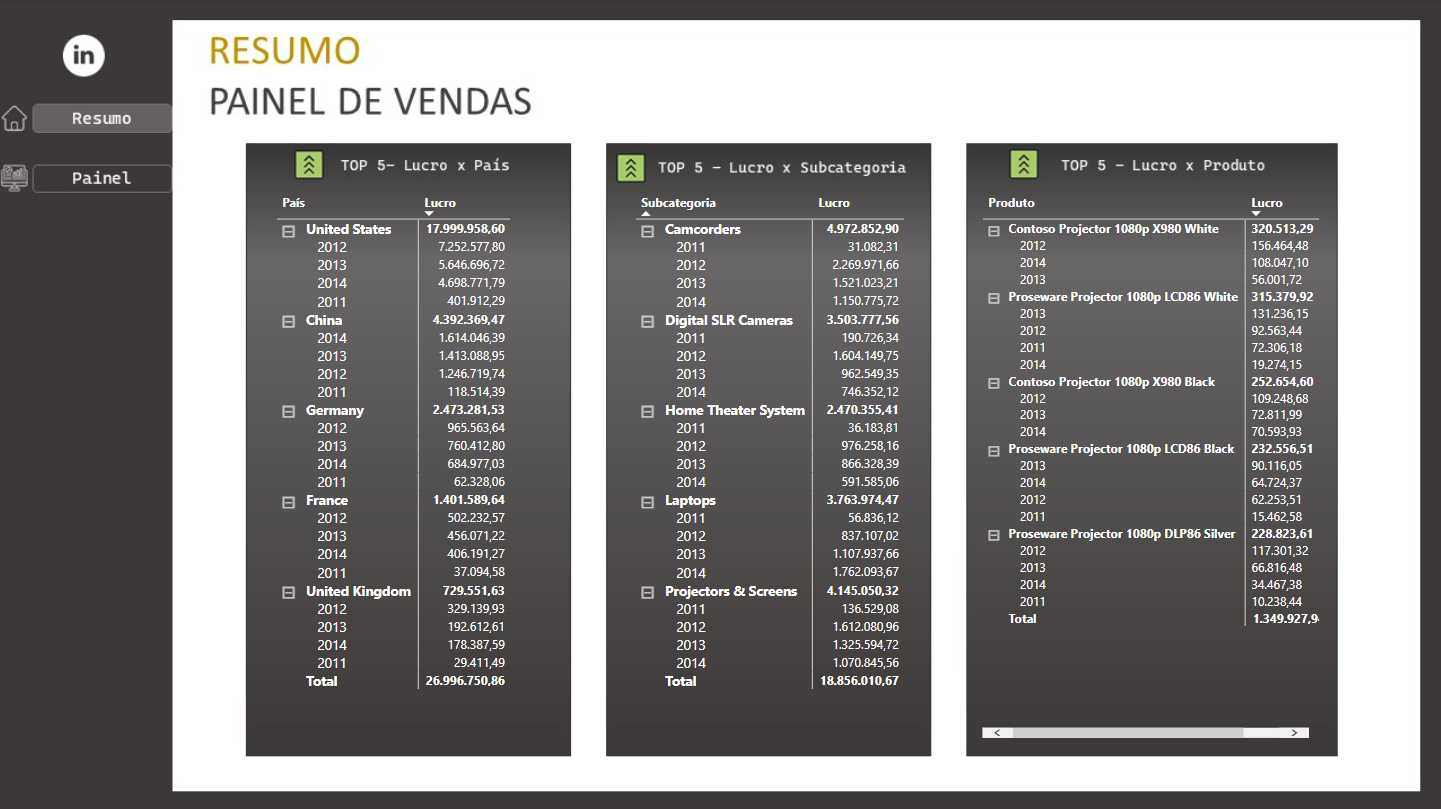 in
Resumo
Painel
RESUMO
PAINEL DE VENDAS
TOP 5- Lucro x País
País Lucro
United States 17.999.958,60
2012 7.252.577,80
2013 5.646.696,72
2014 4.698.771,79
2011 401.912,29
China 4.392.369,47
2014 1.614.046,39
2013 1.413.088,95
2012 1.246.719,74
2011 118.514,39
Germany 2.473.281,53
2012 965.563,64
2013 760.412,80
2014 684.977,03
2011 62.328,06
France 1.401.589,64
2012 502.232,57
2013 456.071,22
2014 406.191,27
2011 37.094,58
United Kingdom 729.551,63
2012 329.139,93
2013 192.612,61
2014 178.387,59
2011 29.411,49
Total 26.996.750,86
TOP 5 - Lucro x Subcategoria
Subcategoria Lucro
Camcorders 4.972.852,90
2011 31.082,31
2012 2.269.971,66
2013 1.521.023,21
2014 1.150.775,72
Digital SLR Cameras 3.503.777,56
2011 190.726,34
2012 1.604.149,75
2013 962.549,35
2014 746.352,12
Home Theater System 2.470.355,41
2011 36.183,81
2012 976.258,16
2013 866.328,39
2014 591.585,06
Laptops 3.763.974,47
2011 56.836,12
2012 837.107,02
2013 1.107.937,66
2014 1.762.093,67
Projectors & Screens 4.145.050,32
2011 136.529,08
2012 1.612.080,96
2013 1.325.594,72
2014 1.070.845,56
Total 18.856.010,67
TOP 5 - Lucro x Produto
Produto Lucro
Contoso Projector 1080p X980 White 320.513,29
2012 156.464,48
2014 108.047,10
2013 56.001,72
Proseware Projector 1080p LCD86 White 315.379,92
2013 131.236,15
2012 92.563,44
2011 72.306,18
2014 19.274,15
Contoso Projector 1080p X980 Black 252.654,60
2012 109.248,68
2013 72.811,99
2014 70.593,93
Proseware Projector 1080p LCD86 Black 232.556,51
2013 90.116,05
2014 64.724,37
2012 62.253,51
2011 15.462,58
Proseware Projector 1080p DLP86 Silver 228.823,61
2012 117.301,32
2013 66.816,48
2014 34.467,38
2011 10.238,44
Total 1.349.927,9